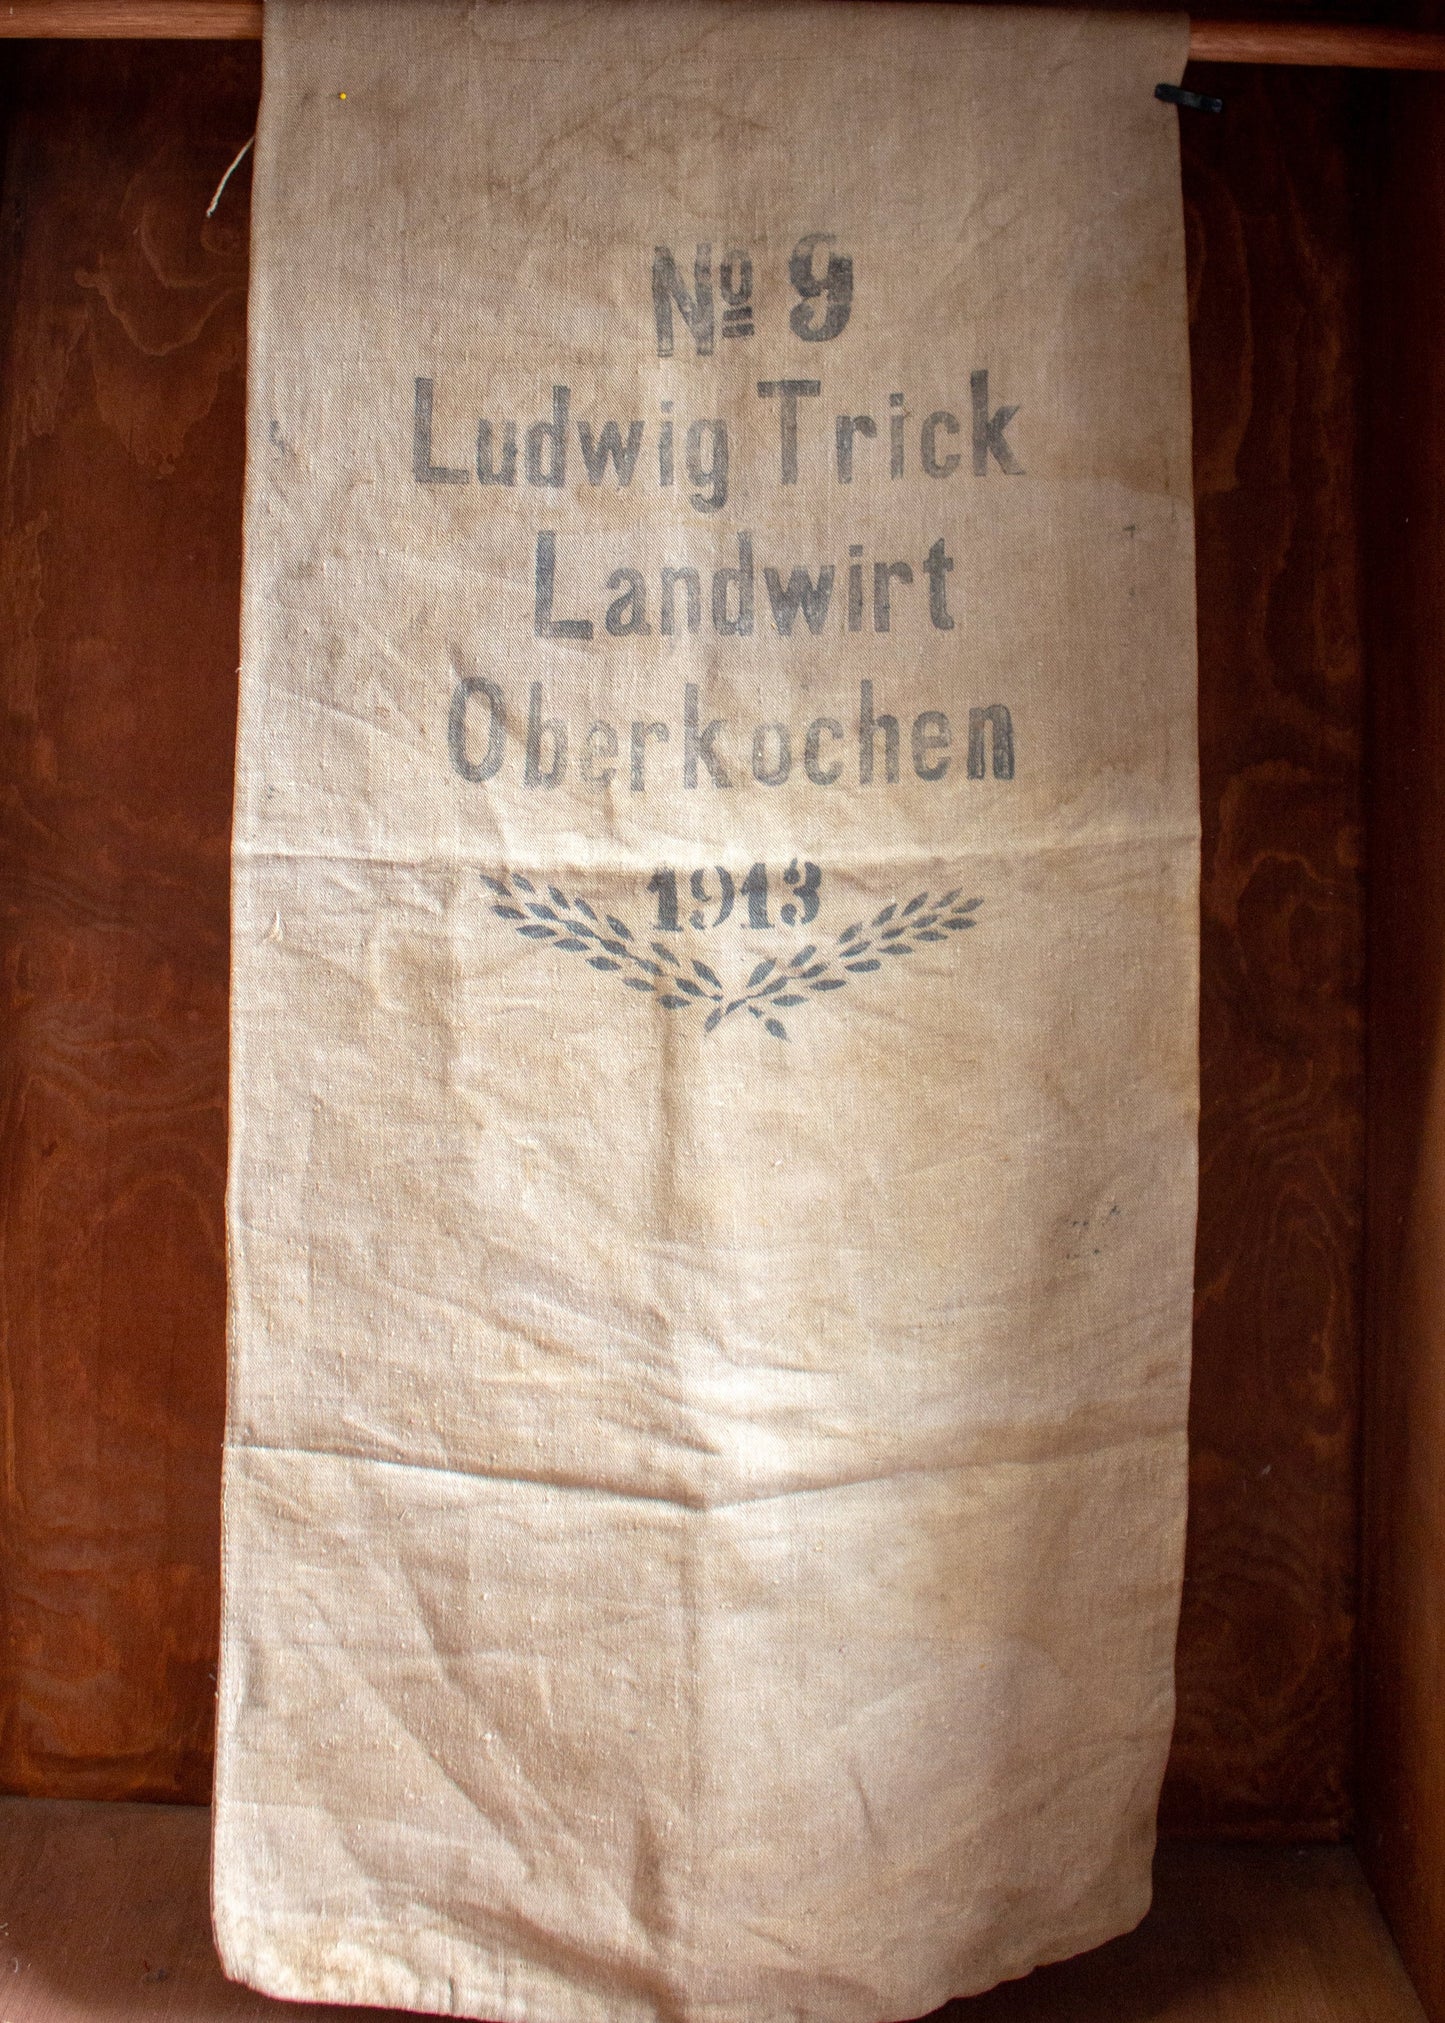 Nº 9
Ludwig Trick
Landwirt
Oberkochen
1913